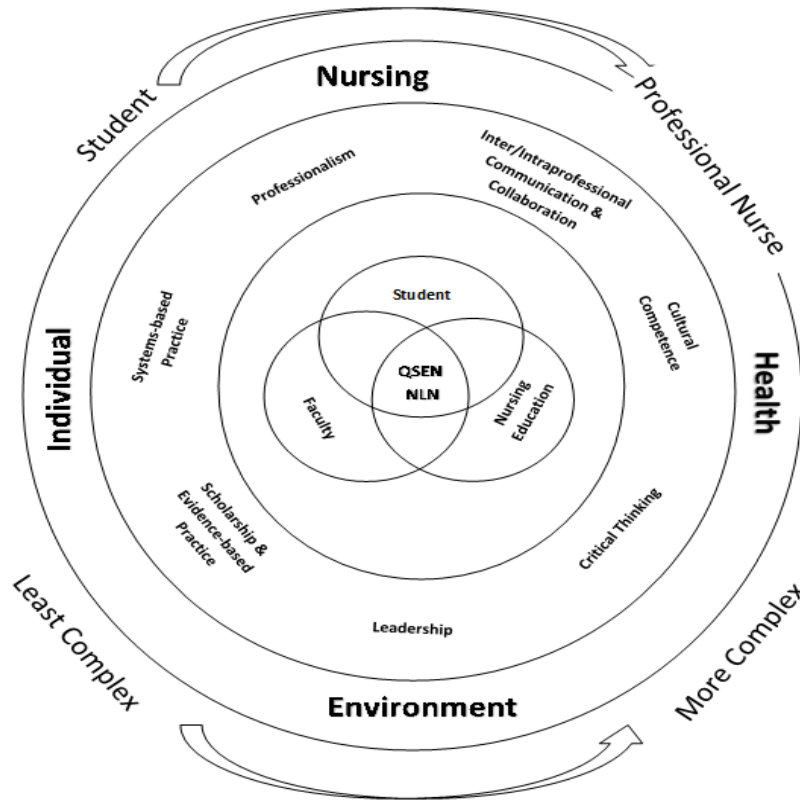 Nursing
Student
Professional Nurse
Professionalism
Inter/Intraprofessional
Communication &
Collaboration
Systems-based
Practice
Student
Cultural
Competence
Individual
QSEN
NLN
Health
Faculty
Nursing
Education
Scholarship &
Evidence-based
Practice
Critical Thinking
Leadership
Least Complex
More Complex
Environment